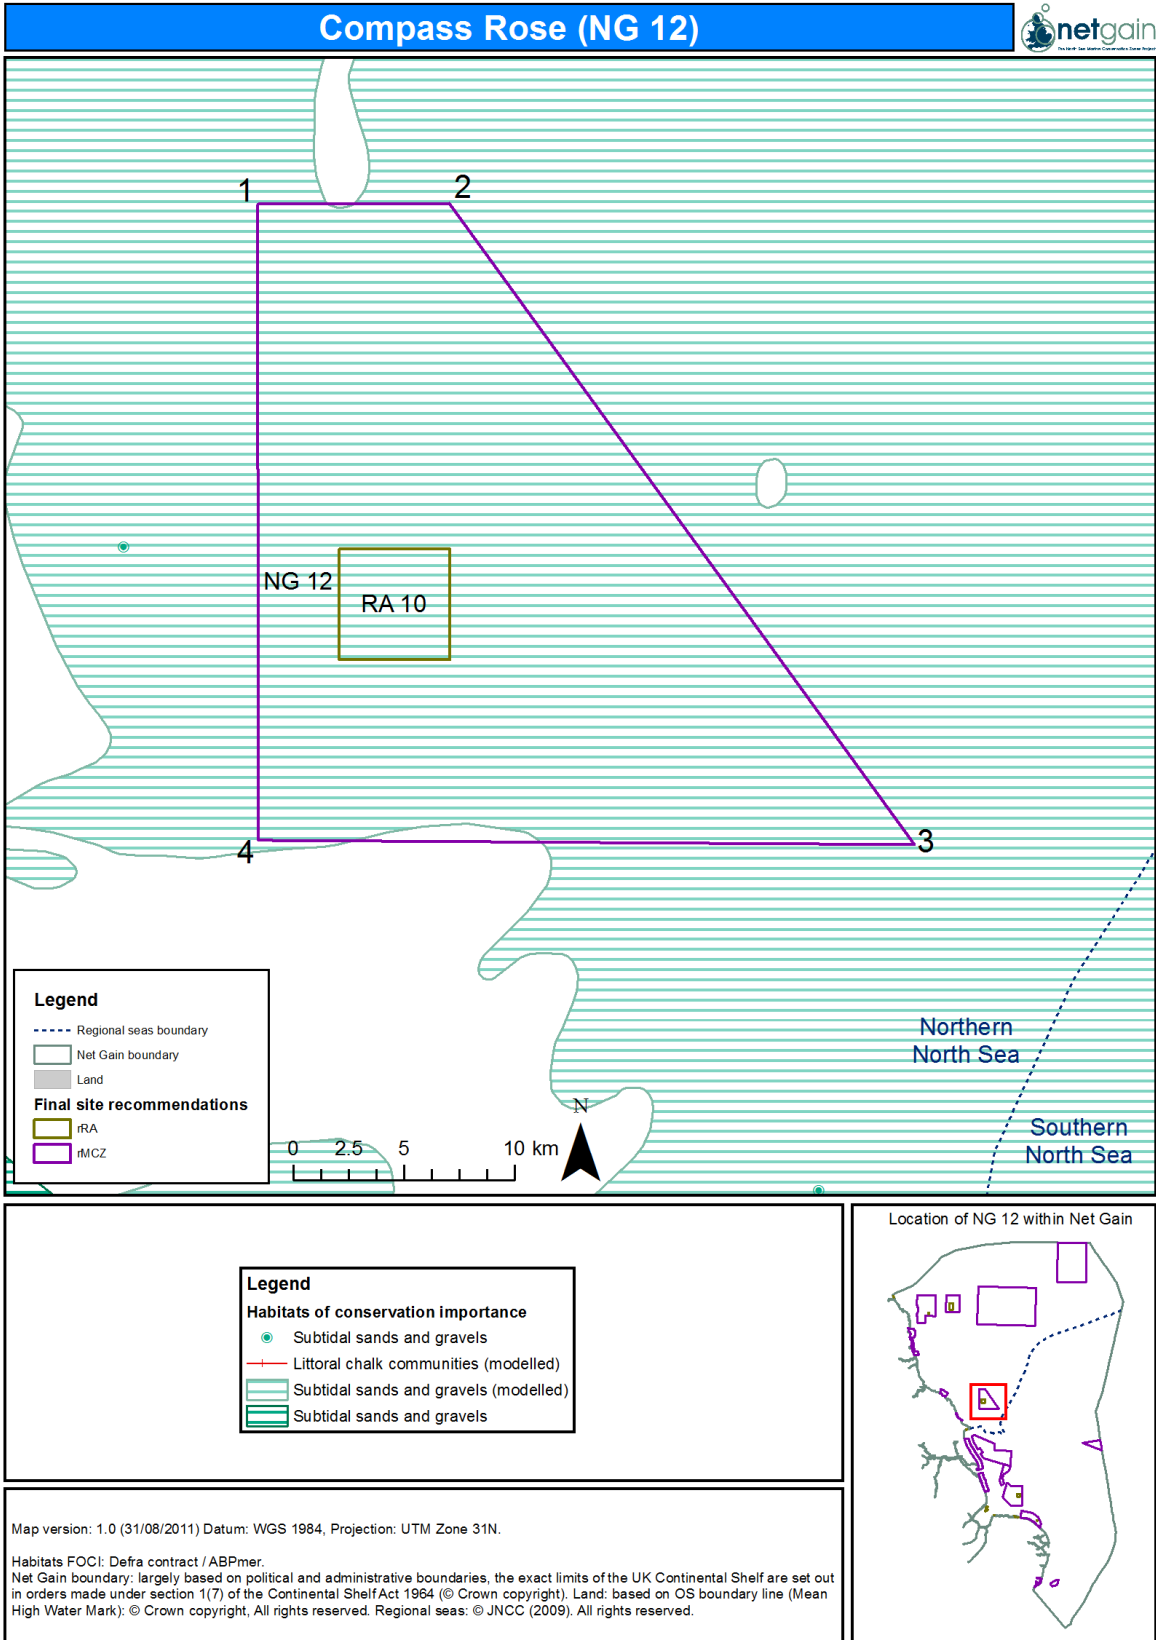 Compass Rose (NG 12)
netgain
The North Sea Marine Conservation Zones Project
1
2
NG 12
RA 10
4
3
Northern
North Sea
Southern
North Sea
Legend
Regional seas boundary
Net Gain boundary
Land
Final site recommendations
rRA
rMCZ
0 2.5 5 10 km
N
Location of NG 12 within Net Gain
Legend
Habitats of conservation importance
Subtidal sands and gravels
Littoral chalk communities (modelled)
Subtidal sands and gravels (modelled)
Subtidal sands and gravels
Map version: 1.0 (31/08/2011) Datum: WGS 1984, Projection: UTM Zone 31N.
Habitats FOCI: Defra contract / ABPmer.
Net Gain boundary: largely based on political and administrative boundaries, the exact limits of the UK Continental Shelf are set out
in orders made under section 1(7) of the Continental Shelf Act 1964 (© Crown copyright). Land: based on OS boundary line (Mean
High Water Mark): © Crown copyright, All rights reserved. Regional seas: © JNCC (2009). All rights reserved.